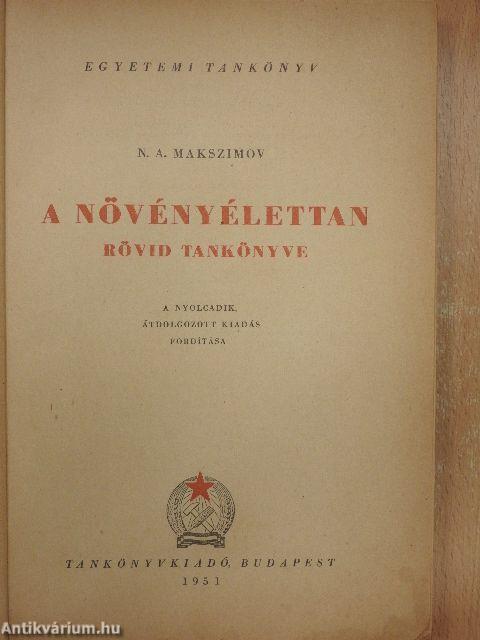 EGYETEMI TANKÖNYV
N. A. MAKSZIMOV
A NÖVÉNYÉLETTAN
RÖVID TANKÖNYVE
A NYOLCADIK,
ÁTDOLGOZOTT KIADÁS
FORDÍTÁSA
TANKÖNYVKIADÓ, BUDAPEST
1951
Antikvárium.hu